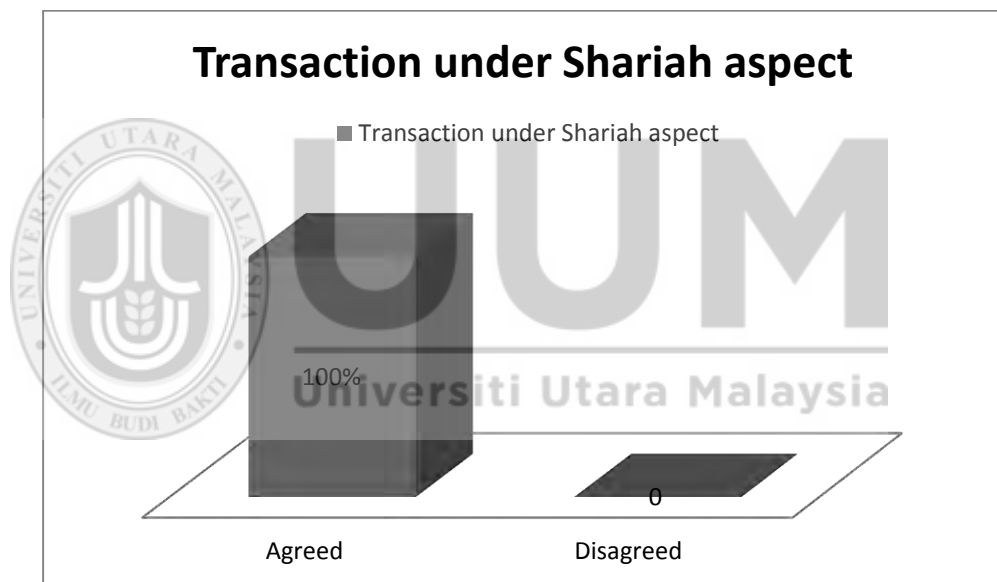 Transaction under Shariah aspect
Transaction under Shariah aspect
UNIVERSITI UTARA MALAYSIA
UUM
100%
Universiti Utara Malaysia
ILMU BUDI BAKTI
0
Agreed
Disagreed